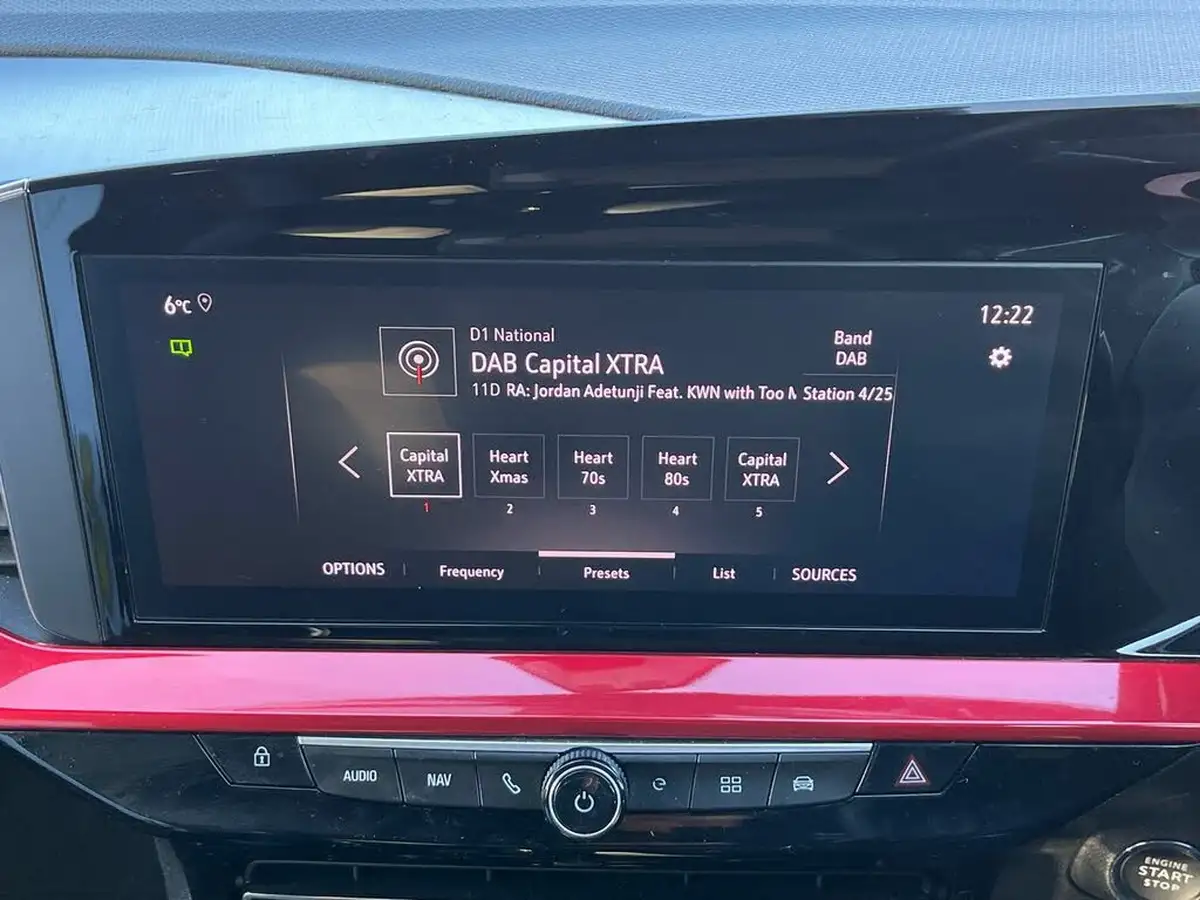 6°C
12:22
D1 National
DAB Capital XTRA
11D RA: Jordan Adetunji Feat. KWN with Too M
Band
DAB
Station 4/25
Capital
XTRA
1
Heart
Xmas
2
Heart
70s
3
Heart
80s
4
Capital
XTRA
5
OPTIONS
Frequency
Presets
List
SOURCES
AUDIO
NAV
ENGINE
START
STOP